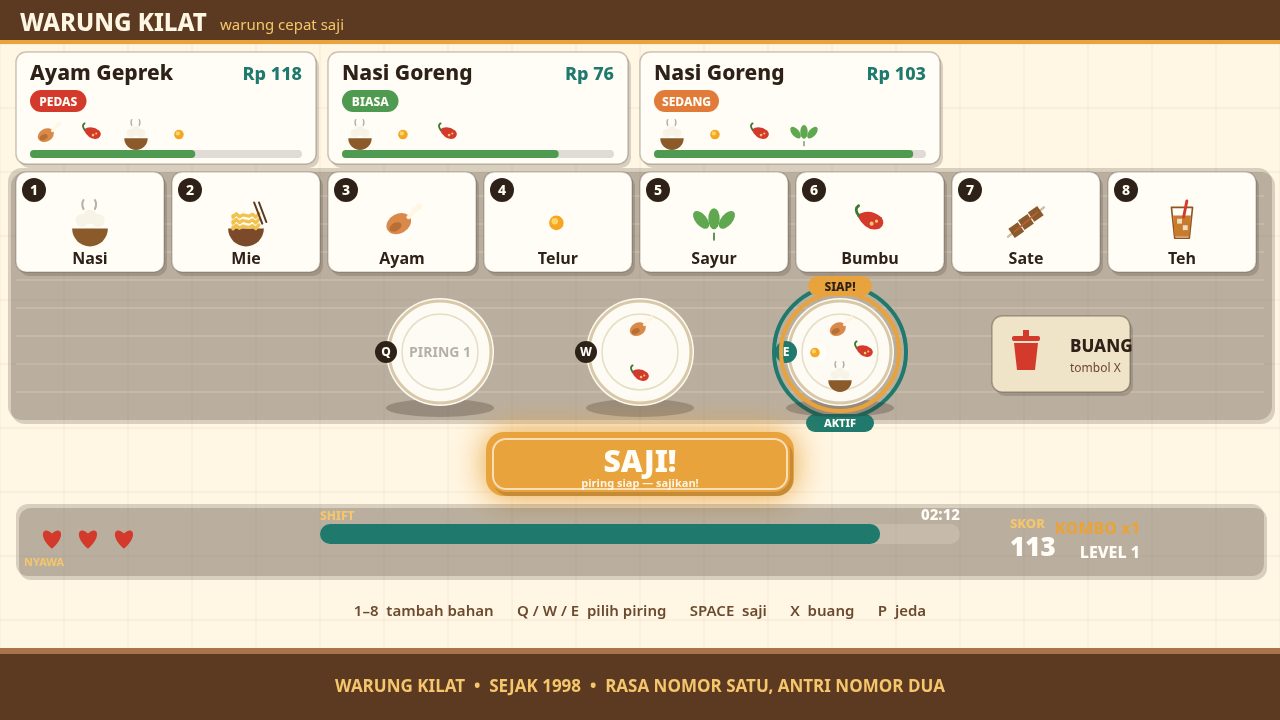 WARUNG KILAT warung cepat saji
Ayam Geprek Rp 118
PEDAS
Nasi Goreng Rp 76
BIASA
Nasi Goreng Rp 103
SEDANG
1 Nasi
2 Mie
3 Ayam
4 Telur
5 Sayur
6 Bumbu
7 Sate
8 Teh
Q PIRING 1
W
SIAP!
E
AKTIF
BUANG
tombol X
SAJI!
piring siap — sajikan!
NYAWA
SHIFT 02:12
SKOR KOMBO x1
113 LEVEL 1
1–8 tambah bahan Q / W / E pilih piring SPACE saji X buang P jeda
WARUNG KILAT • SEJAK 1998 • RASA NOMOR SATU, ANTRI NOMOR DUA